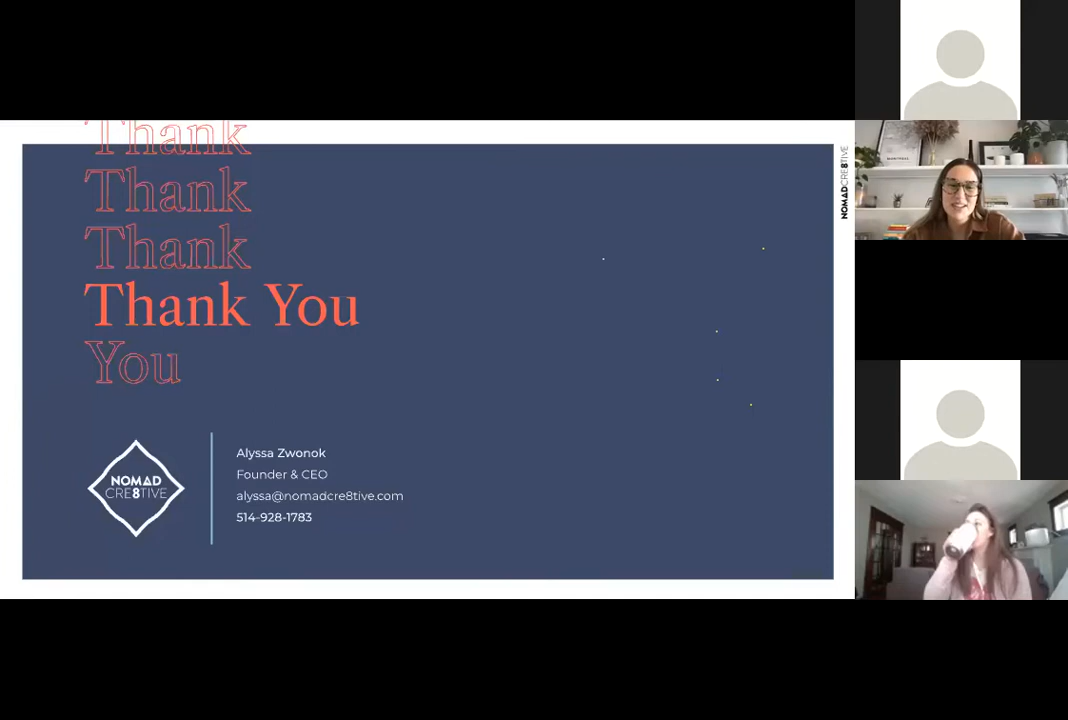 Thank
Thank
Thank
Thank You
You
NOMAD
CRE8TIVE
Alyssa Zwonok
Founder & CEO
alyssa@nomadcre8tive.com
514-928-1783
NOMADCRE8TIVE